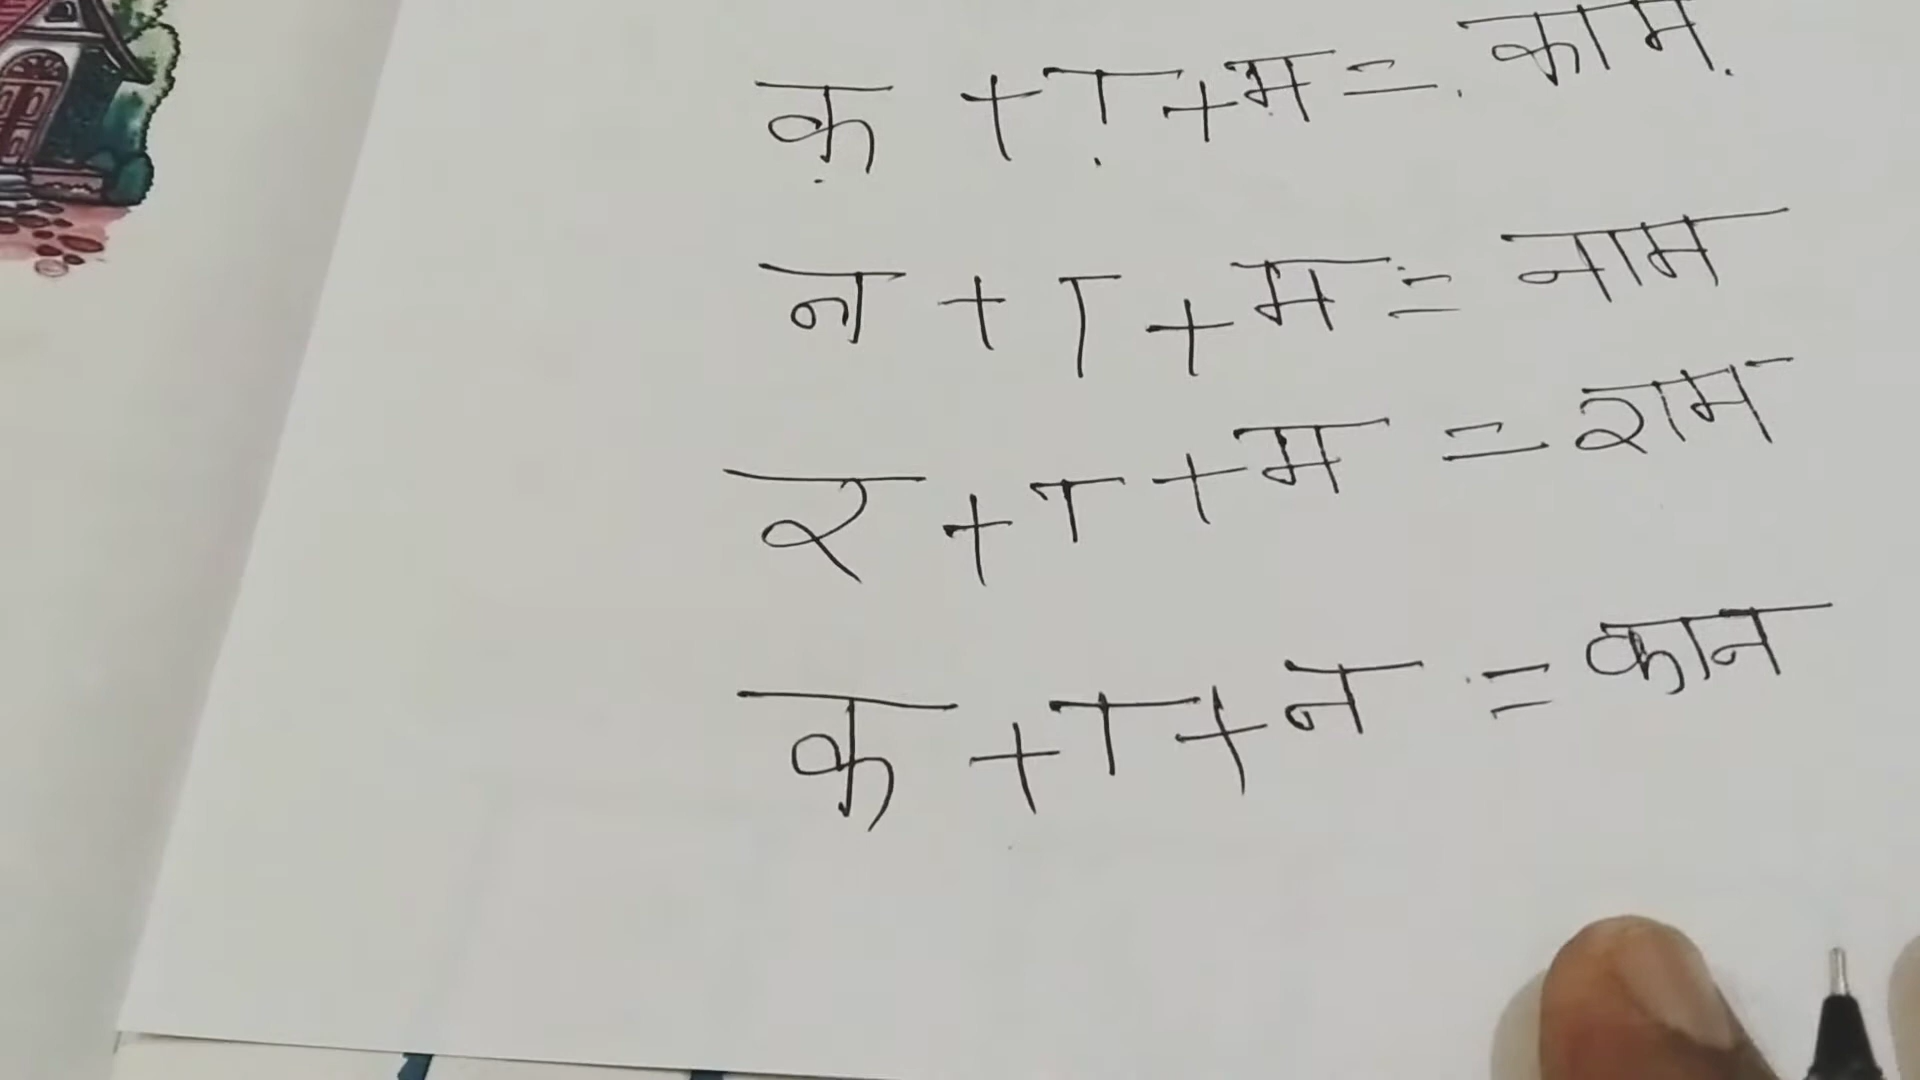 क + ा + म = काम
न + ा + म = नाम
र + ा + म = राम
क + ा + न = कान